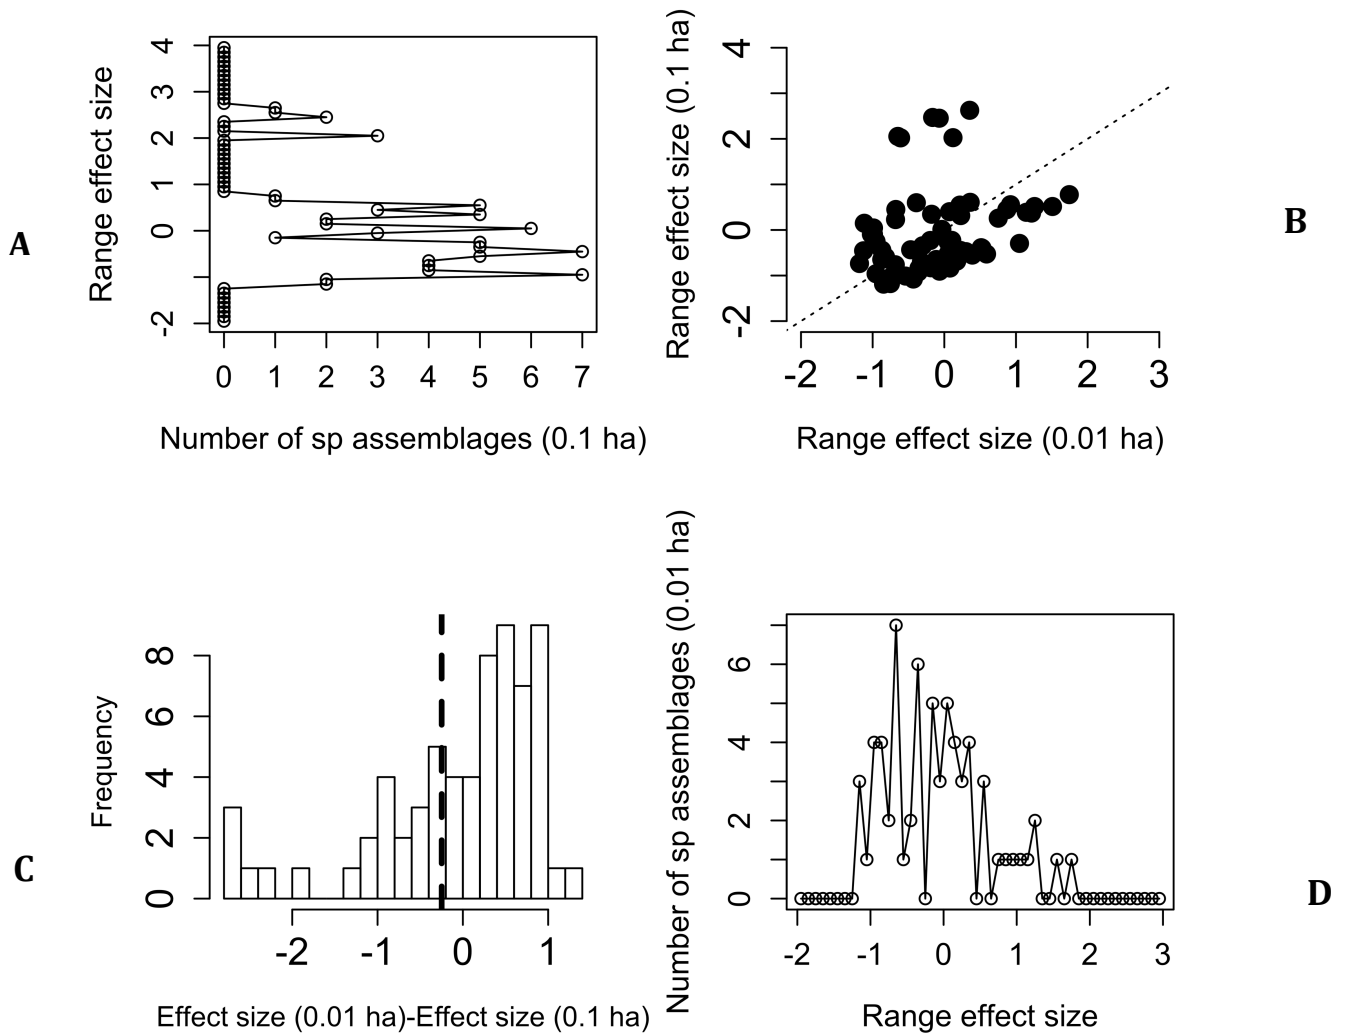 A
Range effect size
4
3
2
1
0
-2
0 1 2 3 4 5 6 7
Number of sp assemblages (0.1 ha)
Range effect size (0.1 ha)
4
2
0
-2
-2 -1 0 1 2 3
Range effect size (0.01 ha)
B
C
Frequency
8
6
4
2
0
-2 -1 0 1
Effect size (0.01 ha)-Effect size (0.1 ha)
Number of sp assemblages (0.01 ha)
6
4
2
0
-2 -1 0 1 2 3
Range effect size
D